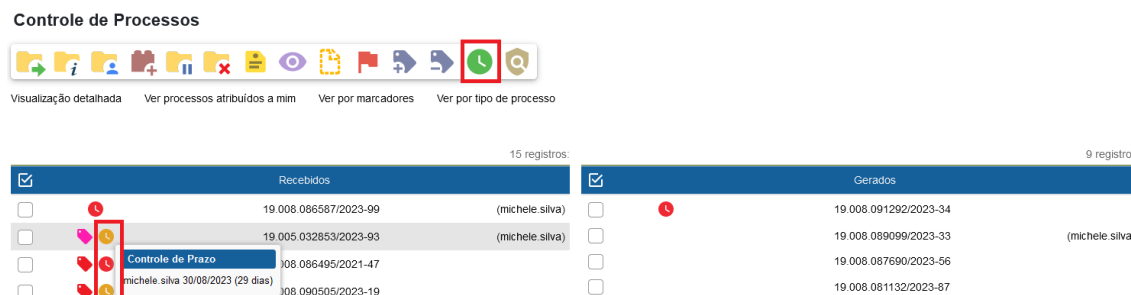 Controle de Processos
Visualização detalhada Ver processos atribuídos a mim Ver por marcadores Ver por tipo de processo
15 registros:
9 registro
Recebidos
Gerados
19.008.086587/2023-99 (michele.silva)
19.008.091292/2023-34
19.005.032853/2023-93 (michele.silva)
19.008.089099/2023-33 (michele.silva
Controle de Prazo
008.086495/2021-47
19.008.087690/2023-56
michele.silva 30/08/2023 (29 dias)
008.090505/2023-19
19.008.081132/2023-87